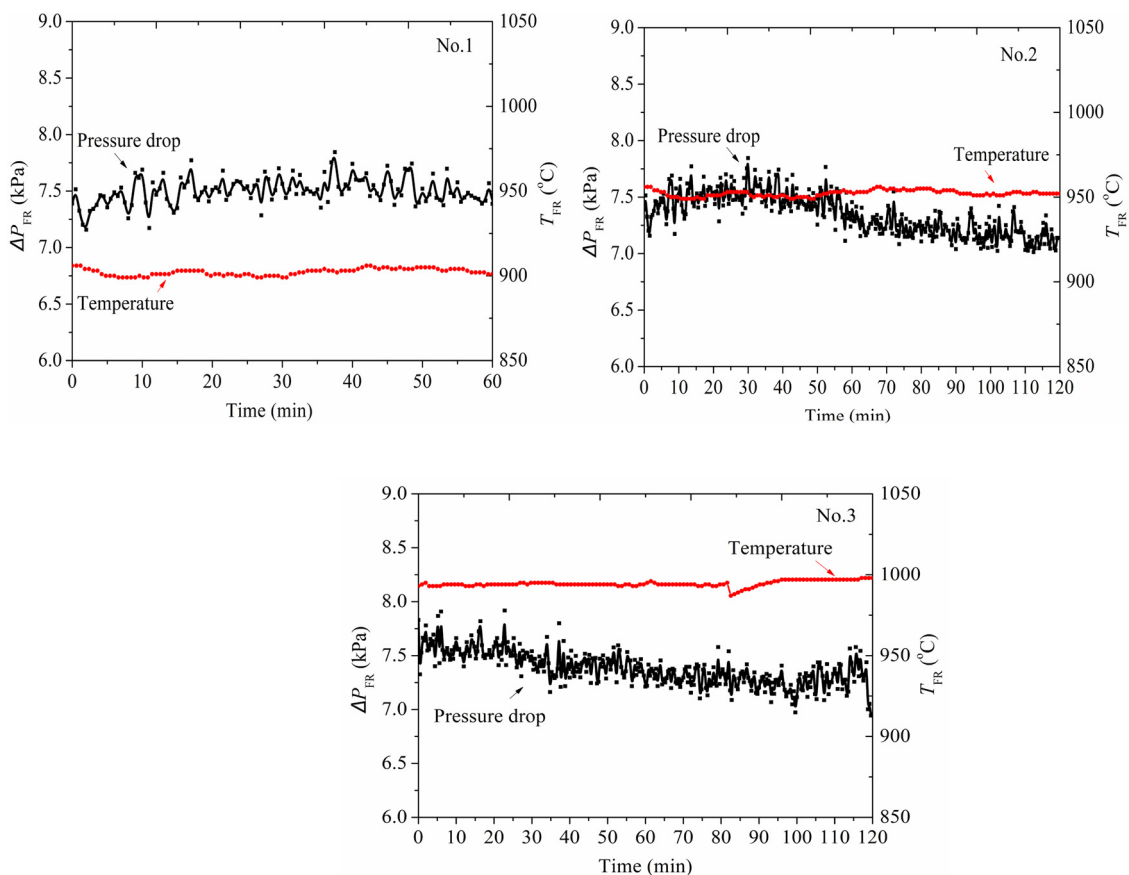 No.1
9.0
8.5
8.0
7.5
7.0
6.5
6.0
ΔP_FR (kPa)
Pressure drop
Temperature
1050
1000
950
900
850
T_FR (°C)
0 10 20 30 40 50 60
Time (min)
No.2
9.0
8.5
8.0
7.5
7.0
6.5
6.0
ΔP_FR (kPa)
Pressure drop
Temperature
1050
1000
950
900
850
T_FR (°C)
0 10 20 30 40 50 60 70 80 90 100 110 120
Time (min)
No.3
9.0
8.5
8.0
7.5
7.0
6.5
6.0
ΔP_FR (kPa)
Temperature
Pressure drop
1050
1000
950
900
850
T_FR (°C)
0 10 20 30 40 50 60 70 80 90 100 110 120
Time (min)